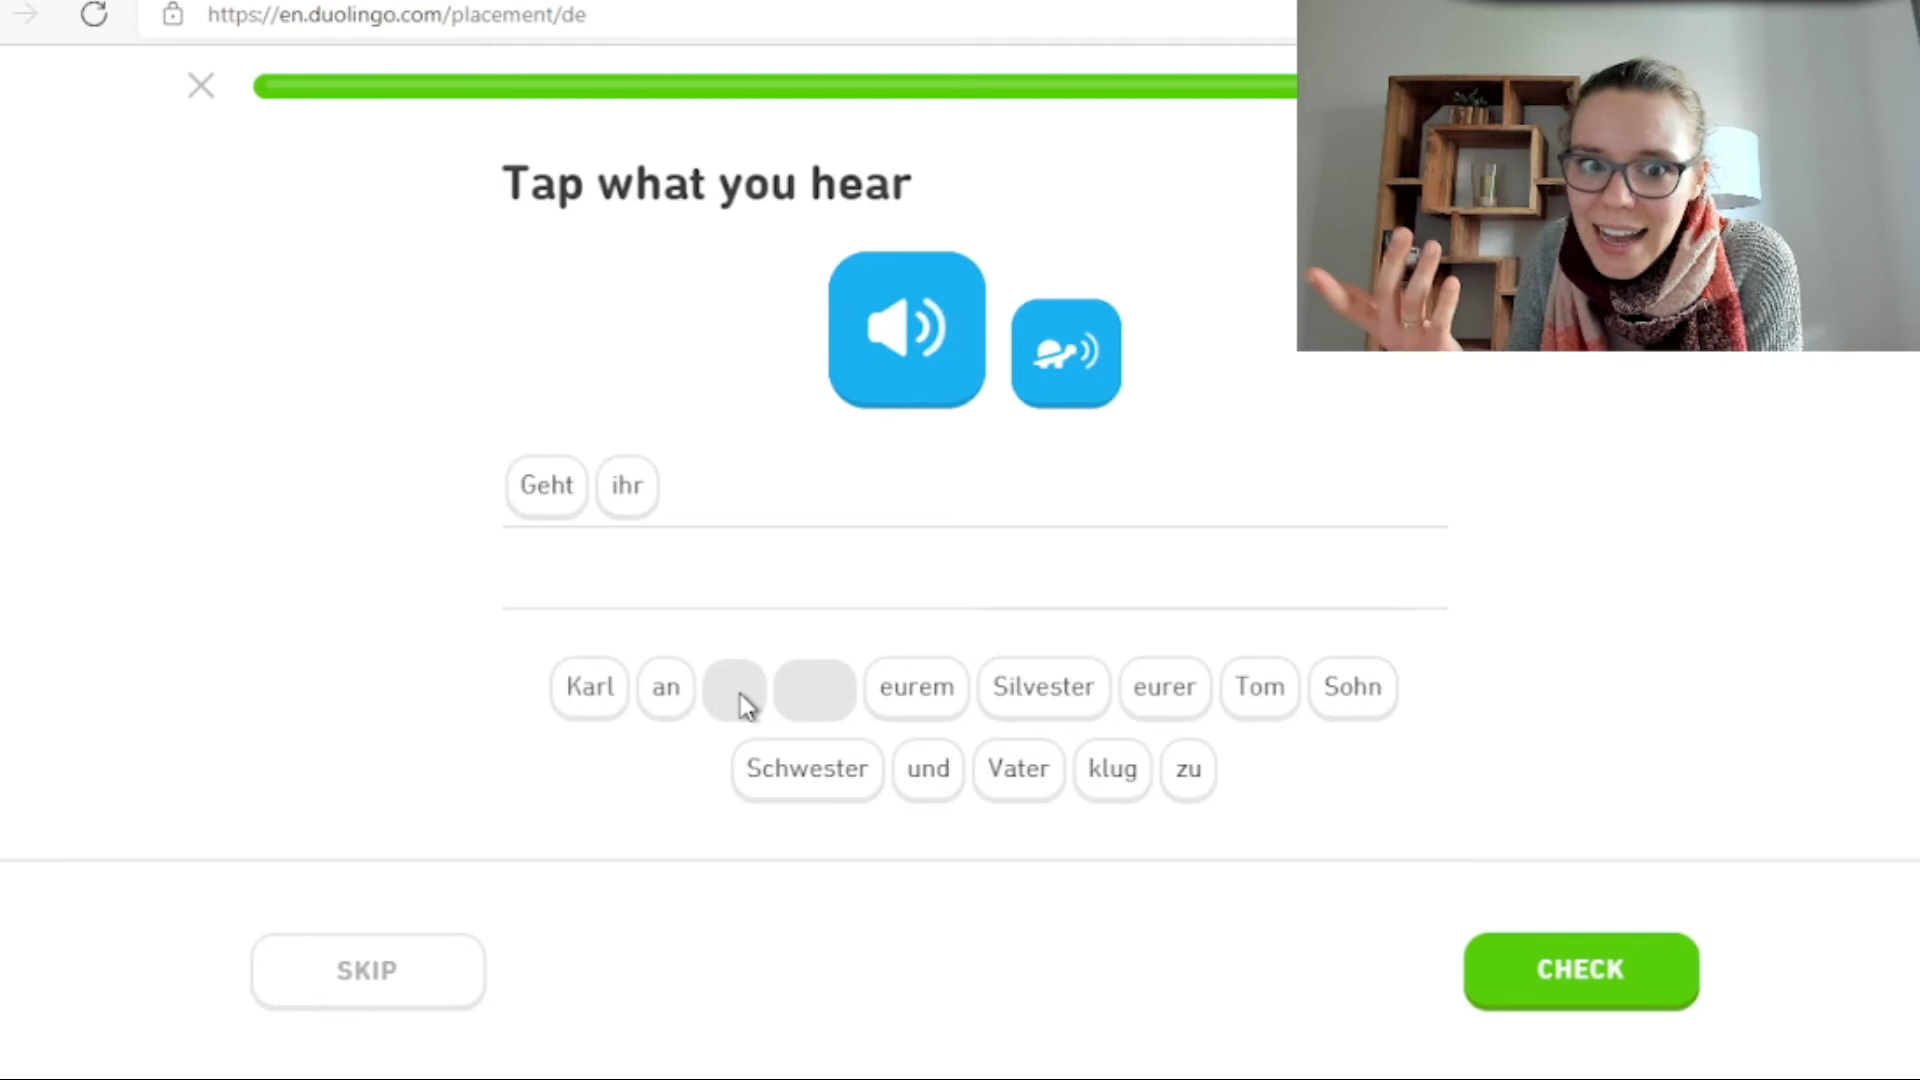 https://en.duolingo.com/placement/de
Tap what you hear
Geht ihr
Karl an eurem Silvester eurer Tom Sohn
Schwester und Vater klug zu
SKIP CHECK